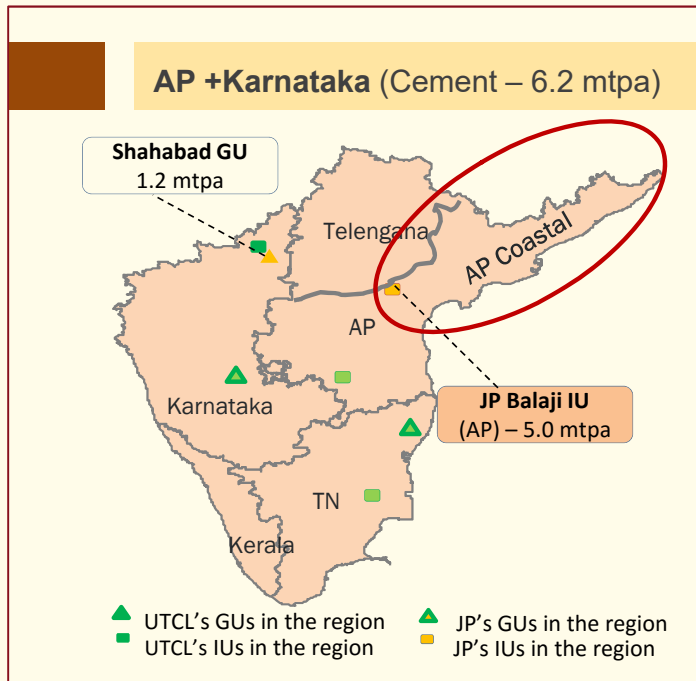 AP +Karnataka (Cement – 6.2 mtpa)
Shahabad GU
1.2 mtpa
Telengana
AP Coastal
AP
Karnataka
JP Balaji IU
(AP) – 5.0 mtpa
TN
Kerala
UTCL's GUs in the region
UTCL's IUs in the region
JP's GUs in the region
JP's IUs in the region